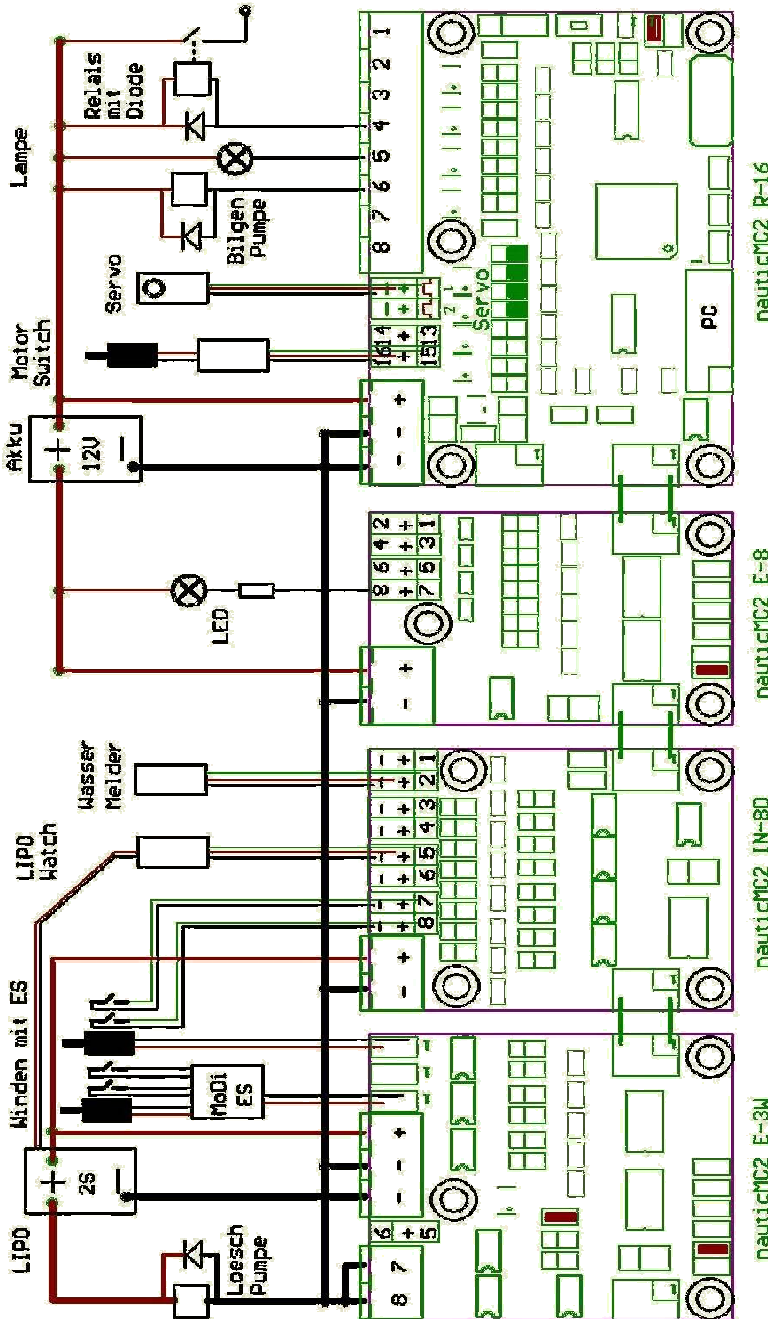 LIPO
+
2S
−
Loesch
Pumpe
Winden mit ES
MoDi
ES
LIPO
Watch
Wasser
Melder
LED
Akku
+
12V
−
Motor
Switch
Servo
Lampe
Bilgen
Pumpe
Relais
mit
Diode
8 7
6
+
5
- - +
- +
8 7 6 5 4 3 2 1
- +
8 6 4 2
+ + + +
7 5 3 1
- - +
16 14
+ +
15 13
- -
+ +
2 1
Servo
8 7 6 5 4 3 2 1
PC
nauticMC2 E-3W
nauticMC2 IN-8D
nauticMC2 E-8
nauticMC2 R-16